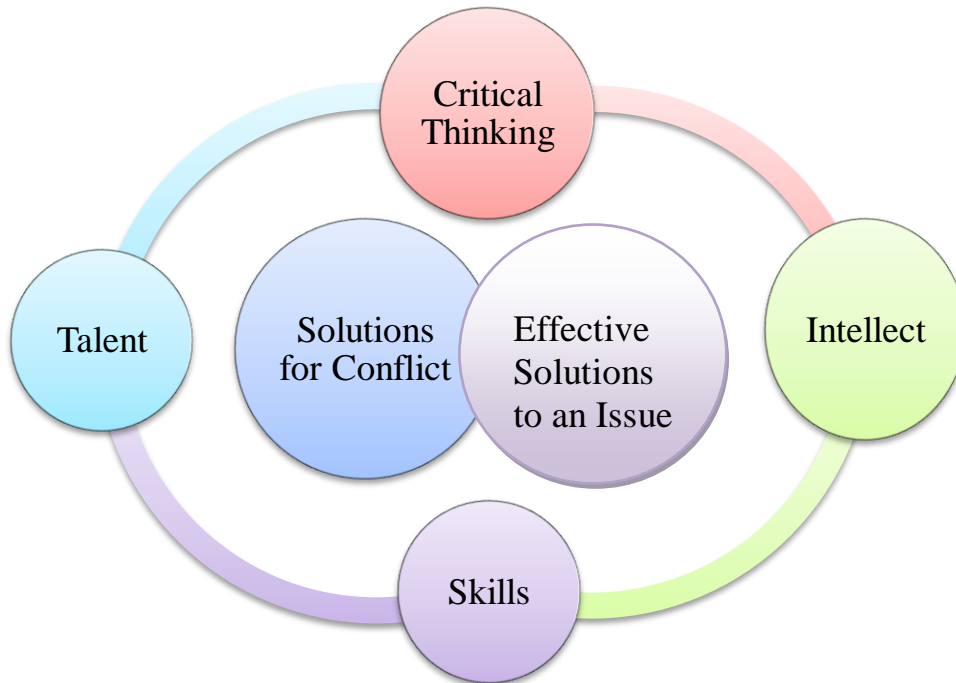 Critical
Thinking
Talent
Solutions
for Conflict
Effective
Solutions
to an Issue
Intellect
Skills